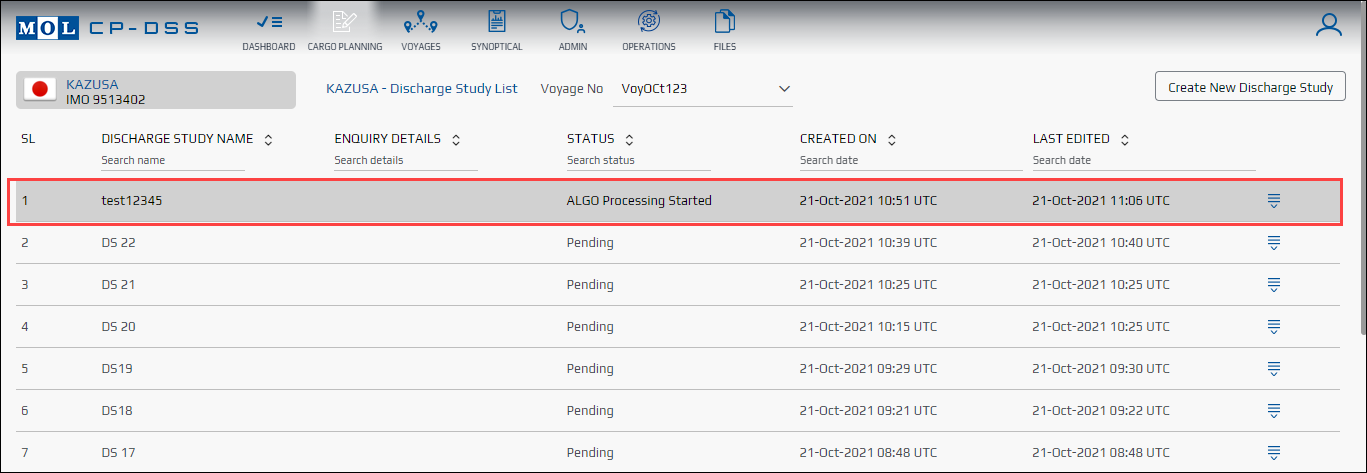 MOL CP-DSS
DASHBOARD CARGO PLANNING VOYAGES SYNOPTICAL ADMIN OPERATIONS FILES
KAZUSA
IMO 9513402
KAZUSA - Discharge Study List Voyage No VoyOCt123 Create New Discharge Study
SL DISCHARGE STUDY NAME ENQUIRY DETAILS STATUS CREATED ON LAST EDITED
Search name Search details Search status Search date Search date
1 test12345 ALGO Processing Started 21-Oct-2021 10:51 UTC 21-Oct-2021 11:06 UTC
2 DS 22 Pending 21-Oct-2021 10:39 UTC 21-Oct-2021 10:40 UTC
3 DS 21 Pending 21-Oct-2021 10:25 UTC 21-Oct-2021 10:25 UTC
4 DS 20 Pending 21-Oct-2021 10:15 UTC 21-Oct-2021 10:25 UTC
5 DS19 Pending 21-Oct-2021 09:29 UTC 21-Oct-2021 09:30 UTC
6 DS18 Pending 21-Oct-2021 09:21 UTC 21-Oct-2021 09:22 UTC
7 DS 17 Pending 21-Oct-2021 08:48 UTC 21-Oct-2021 08:48 UTC